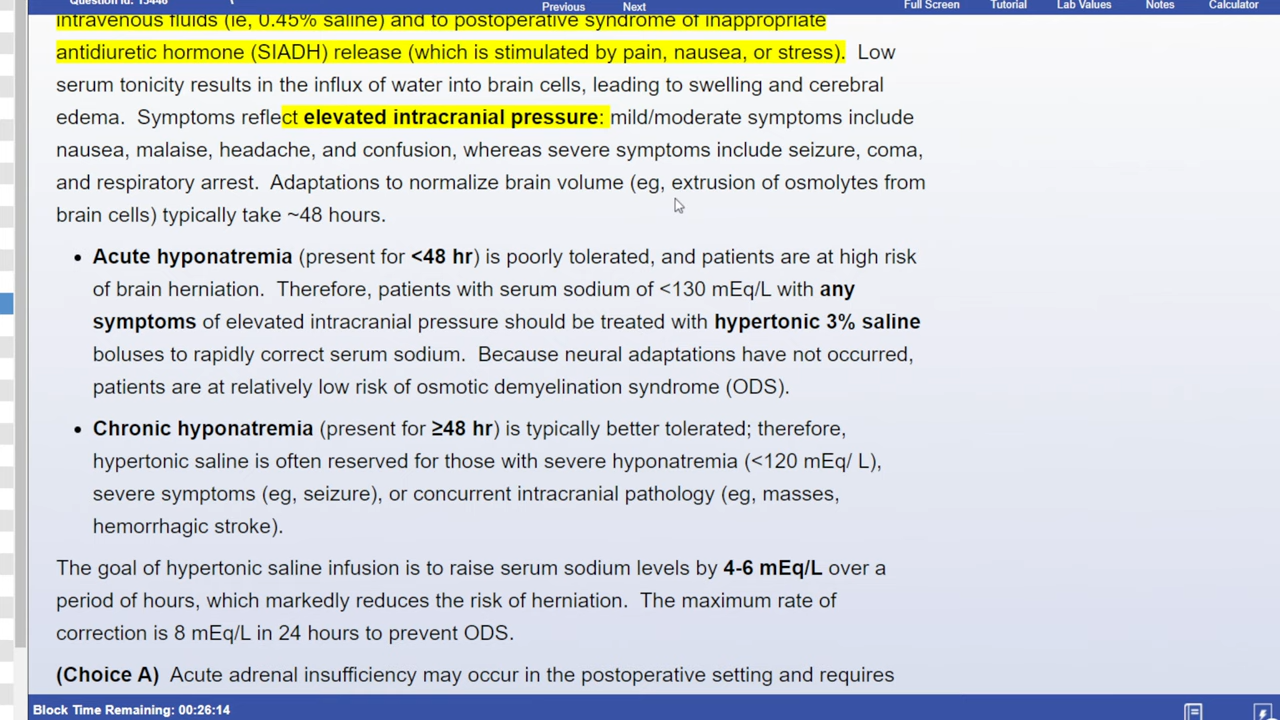 Question Id: 13446
Previous
Next
Full Screen
Tutorial
Lab Values
Notes
Calculator
intravenous fluids (ie, 0.45% saline) and to postoperative syndrome of inappropriate
antidiuretic hormone (SIADH) release (which is stimulated by pain, nausea, or stress).  Low
serum tonicity results in the influx of water into brain cells, leading to swelling and cerebral
edema.  Symptoms reflect elevated intracranial pressure: mild/moderate symptoms include
nausea, malaise, headache, and confusion, whereas severe symptoms include seizure, coma,
and respiratory arrest.  Adaptations to normalize brain volume (eg, extrusion of osmolytes from
brain cells) typically take ~48 hours.
• Acute hyponatremia (present for <48 hr) is poorly tolerated, and patients are at high risk
of brain herniation.  Therefore, patients with serum sodium of <130 mEq/L with any
symptoms of elevated intracranial pressure should be treated with hypertonic 3% saline
boluses to rapidly correct serum sodium.  Because neural adaptations have not occurred,
patients are at relatively low risk of osmotic demyelination syndrome (ODS).
• Chronic hyponatremia (present for ≥48 hr) is typically better tolerated; therefore,
hypertonic saline is often reserved for those with severe hyponatremia (<120 mEq/ L),
severe symptoms (eg, seizure), or concurrent intracranial pathology (eg, masses,
hemorrhagic stroke).
The goal of hypertonic saline infusion is to raise serum sodium levels by 4-6 mEq/L over a
period of hours, which markedly reduces the risk of herniation.  The maximum rate of
correction is 8 mEq/L in 24 hours to prevent ODS.
(Choice A)  Acute adrenal insufficiency may occur in the postoperative setting and requires
Block Time Remaining: 00:26:14